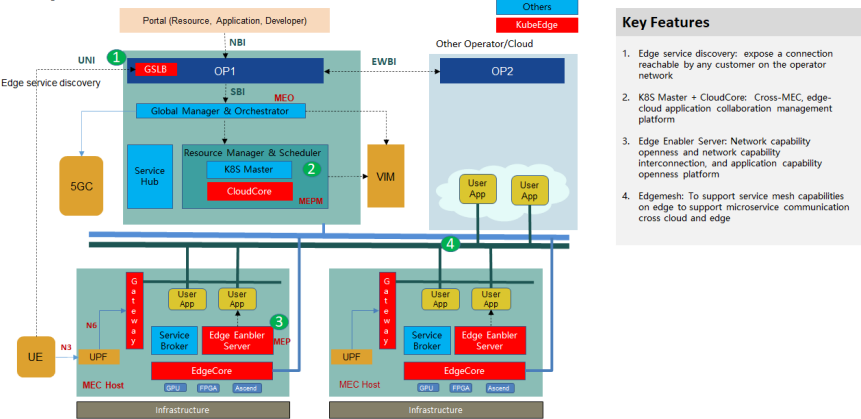 Others
KubeEdge
Portal (Resource, Application, Developer)
NBI
Other Operator/Cloud
UNI
1
GSLB
OP1
EWBI
OP2
Edge service discovery
SBI
MEO
Global Manager & Orchestrator
Resource Manager & Scheduler
Service
Hub
K8S Master
2
CloudCore
MEPM
5GC
VIM
User
App
User
App
4
Gateway
User
App
User
App
N6
3
Service
Broker
Edge Eanbler
Server
MEP
UE
N3
UPF
EdgeCore
MEC Host
GPU
FPGA
Ascend
Infrastructure
Gateway
User
App
User
App
Service
Broker
Edge Eanbler
Server
UPF
EdgeCore
MEC Host
GPU
FPGA
Ascend
Infrastructure
Key Features
1. Edge service discovery: expose a connection
reachable by any customer on the operator
network
2. K8S Master + CloudCore: Cross-MEC, edge-
cloud application collaboration management
platform
3. Edge Enabler Server: Network capability
openness and network capability
interconnection, and application capability
openness platform
4. Edgemesh: To support service mesh capabilities
on edge to support microservice communication
cross cloud and edge